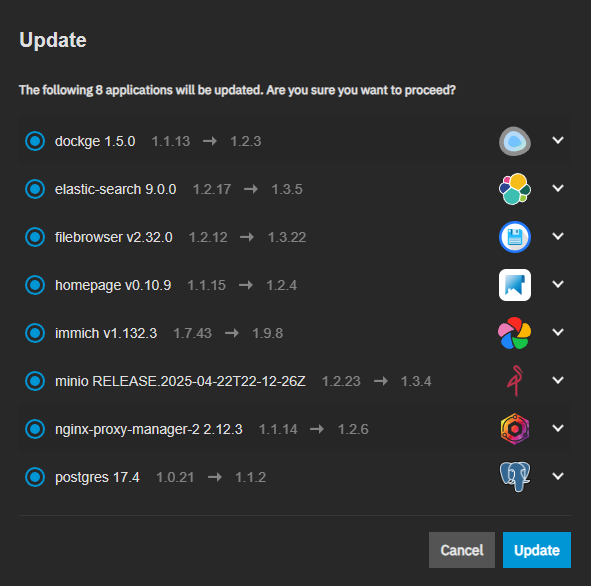 Update
The following 8 applications will be updated. Are you sure you want to proceed?
dockge 1.5.0 1.1.13 → 1.2.3
elastic-search 9.0.0 1.2.17 → 1.3.5
filebrowser v2.32.0 1.2.12 → 1.3.22
homepage v0.10.9 1.1.15 → 1.2.4
immich v1.132.3 1.7.43 → 1.9.8
minio RELEASE.2025-04-22T22-12-26Z 1.2.23 → 1.3.4
nginx-proxy-manager-2 2.12.3 1.1.14 → 1.2.6
postgres 17.4 1.0.21 → 1.1.2
Cancel Update